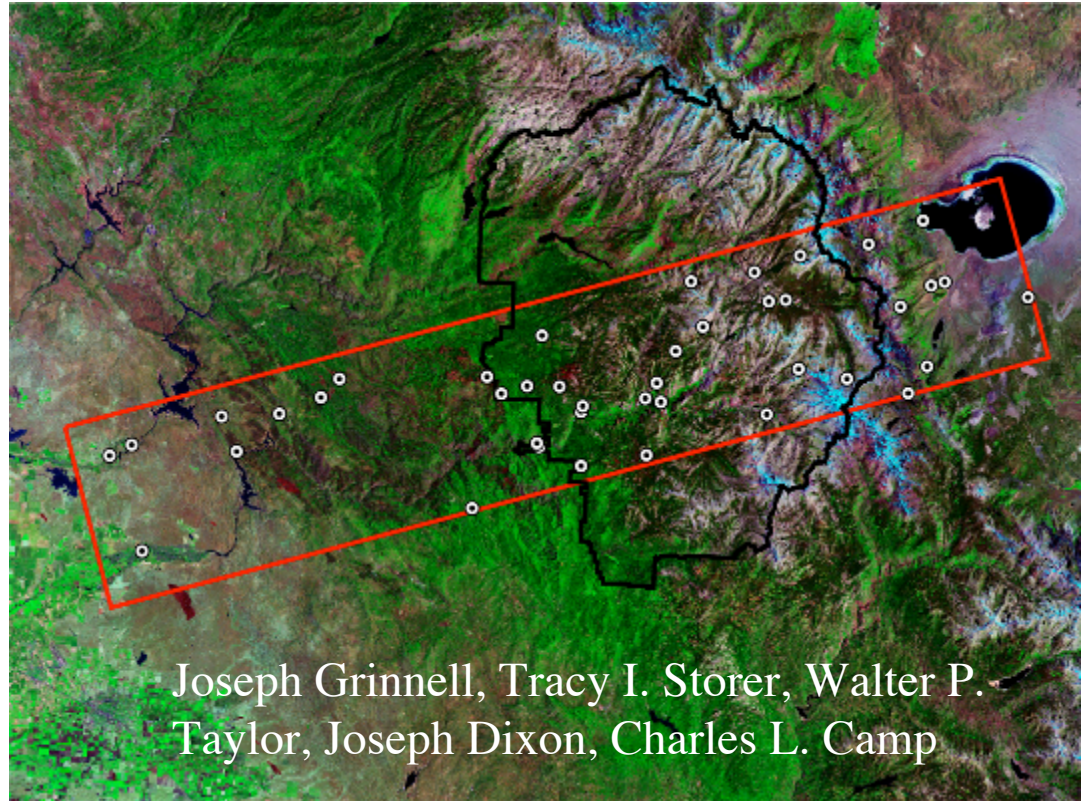 Joseph Grinnell, Tracy I. Storer, Walter P.
Taylor, Joseph Dixon, Charles L. Camp